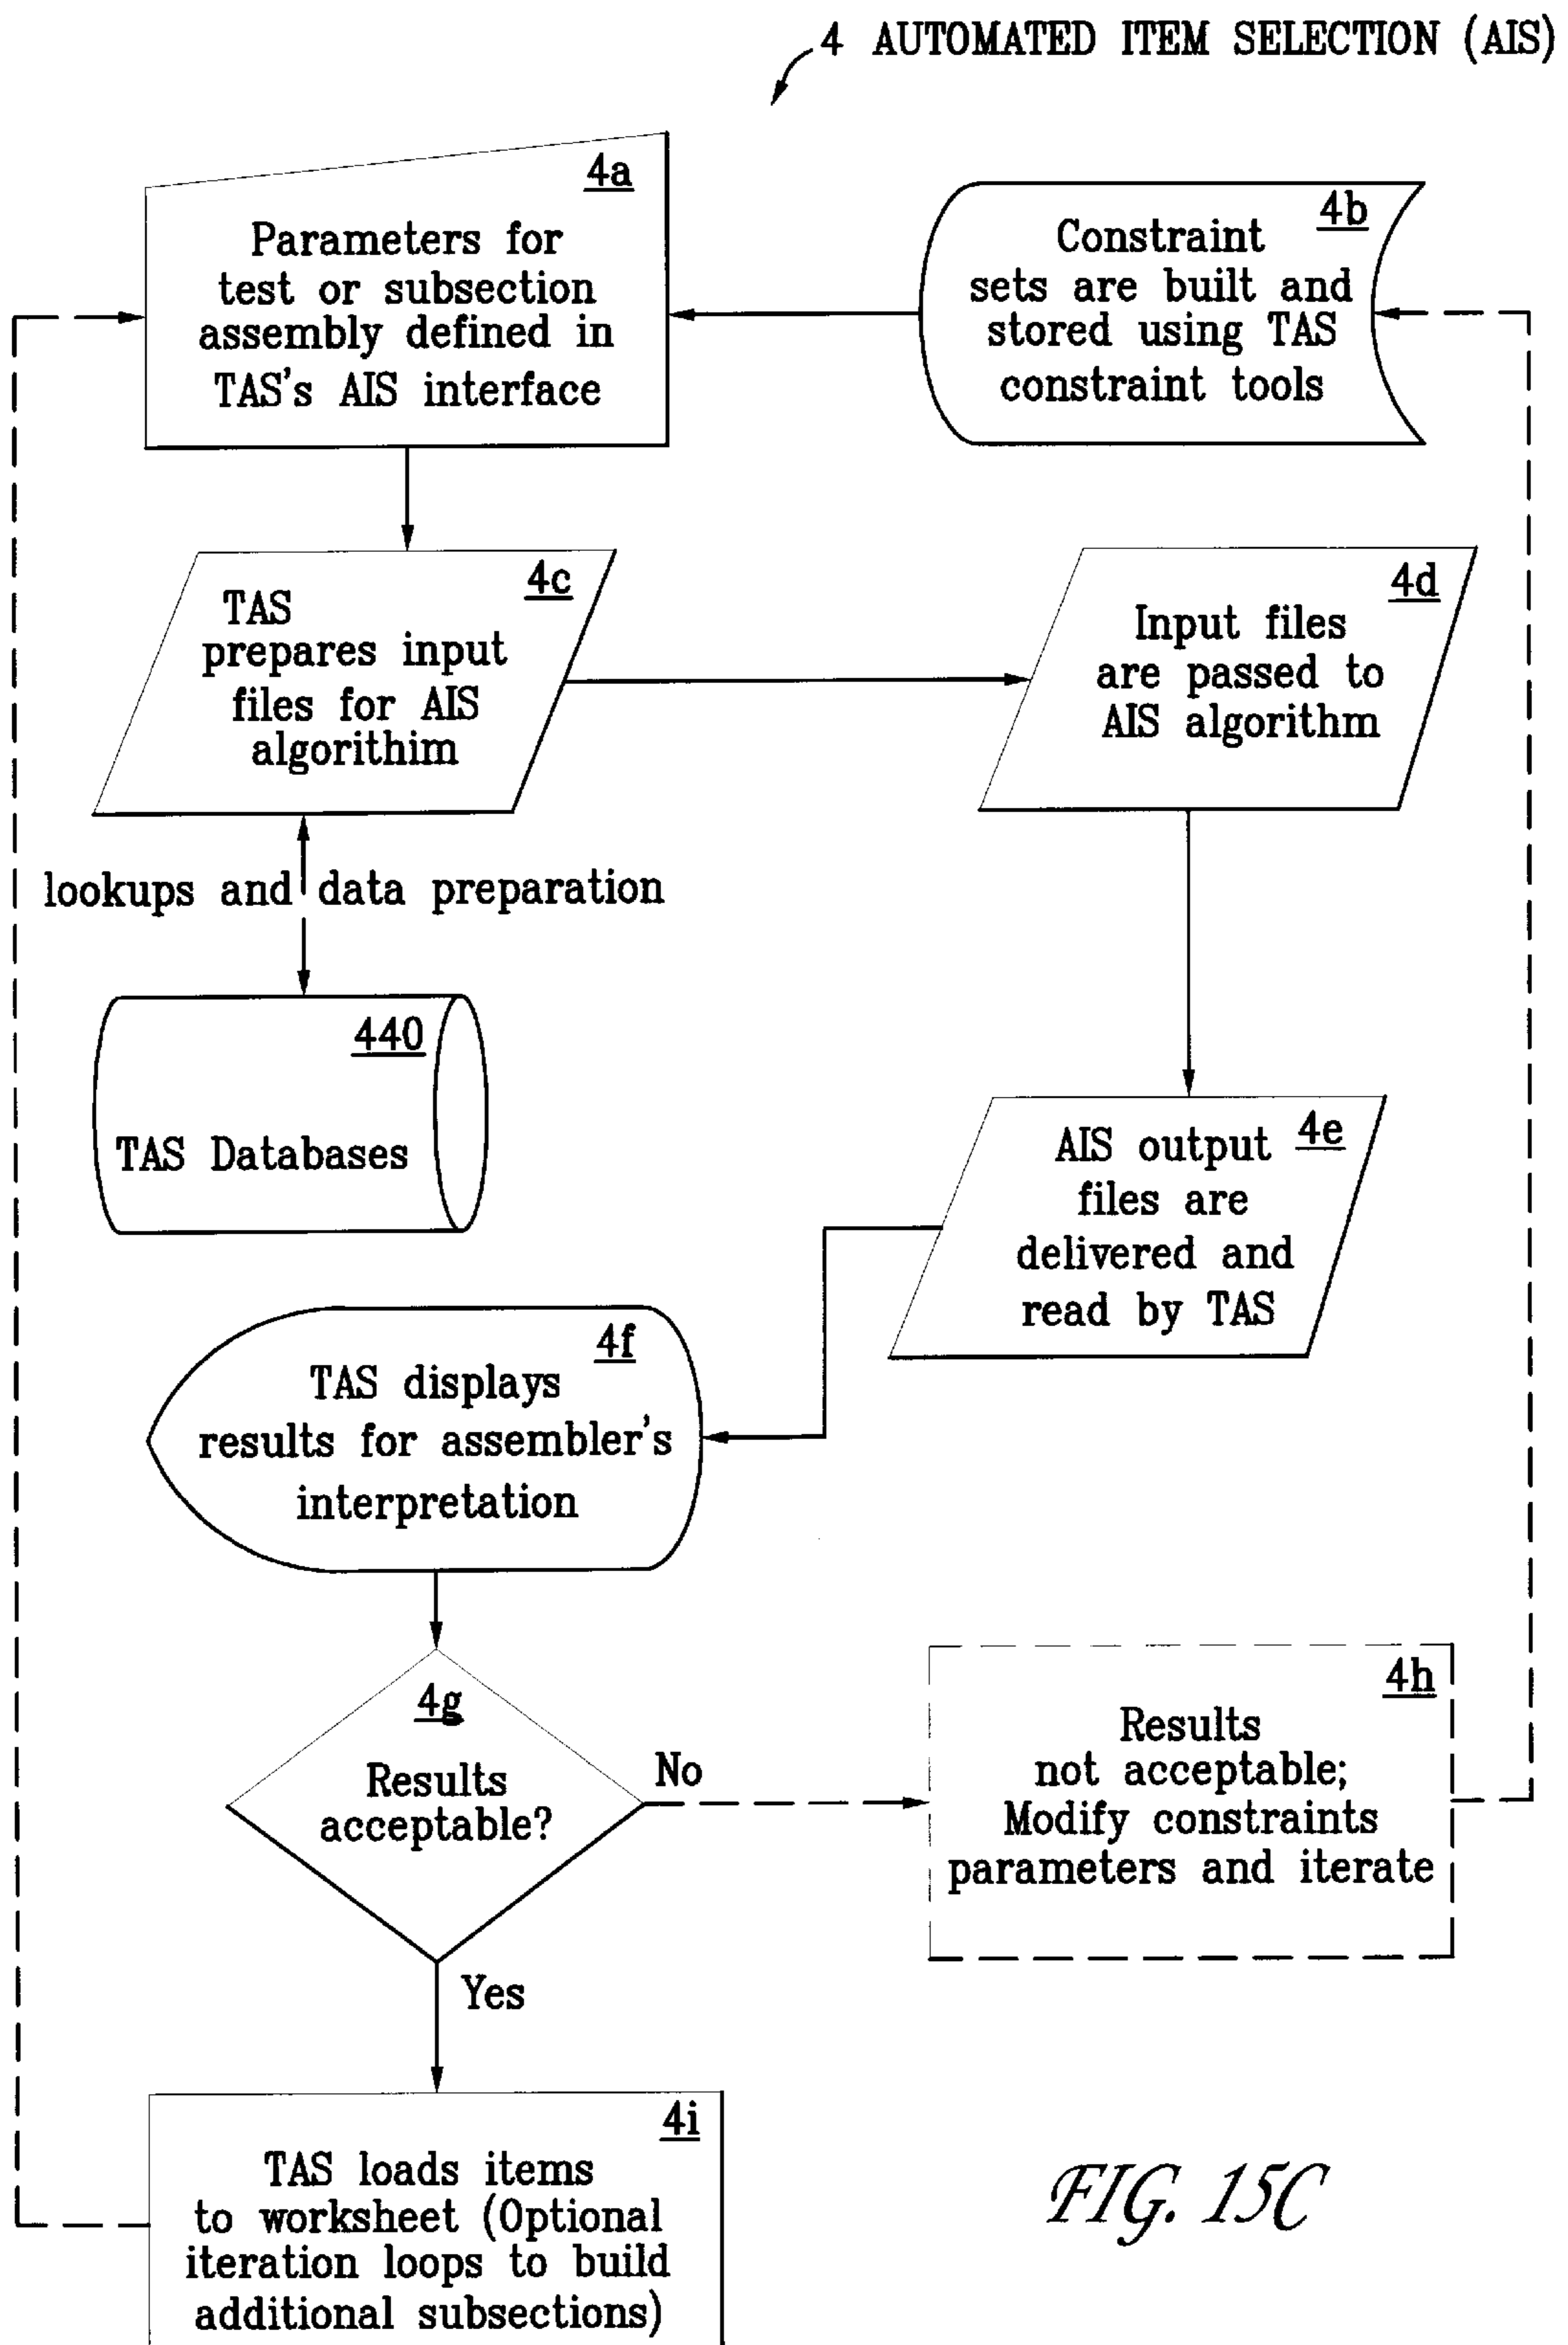 4 AUTOMATED ITEM SELECTION (AIS)
4a
Parameters for
test or subsection
assembly defined in
TAS's AIS interface
4b
Constraint
sets are built and
stored using TAS
constraint tools
4c
TAS
prepares input
files for AIS
algorithim
4d
Input files
are passed to
AIS algorithm
lookups and data preparation
440
TAS Databases
4e
AIS output
files are
delivered and
read by TAS
4f
TAS displays
results for assembler's
interpretation
4g
Results
acceptable?
No
4h
Results
not acceptable;
Modify constraints
parameters and iterate
Yes
4i
TAS loads items
to worksheet (Optional
iteration loops to build
additional subsections)
FIG. 15C